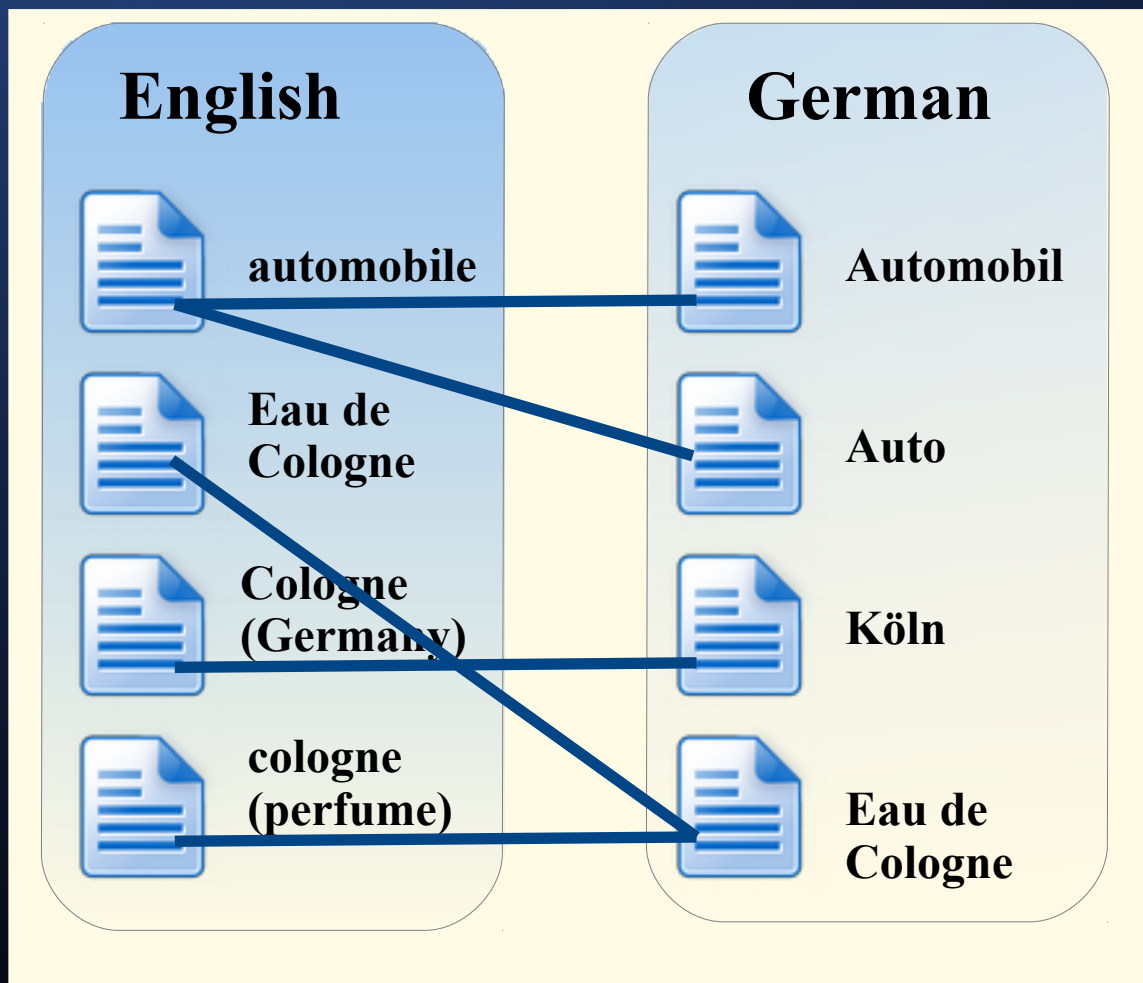 English
automobile
Eau de
Cologne
Cologne
(Germany)
cologne
(perfume)
German
Automobil
Auto
Köln
Eau de
Cologne